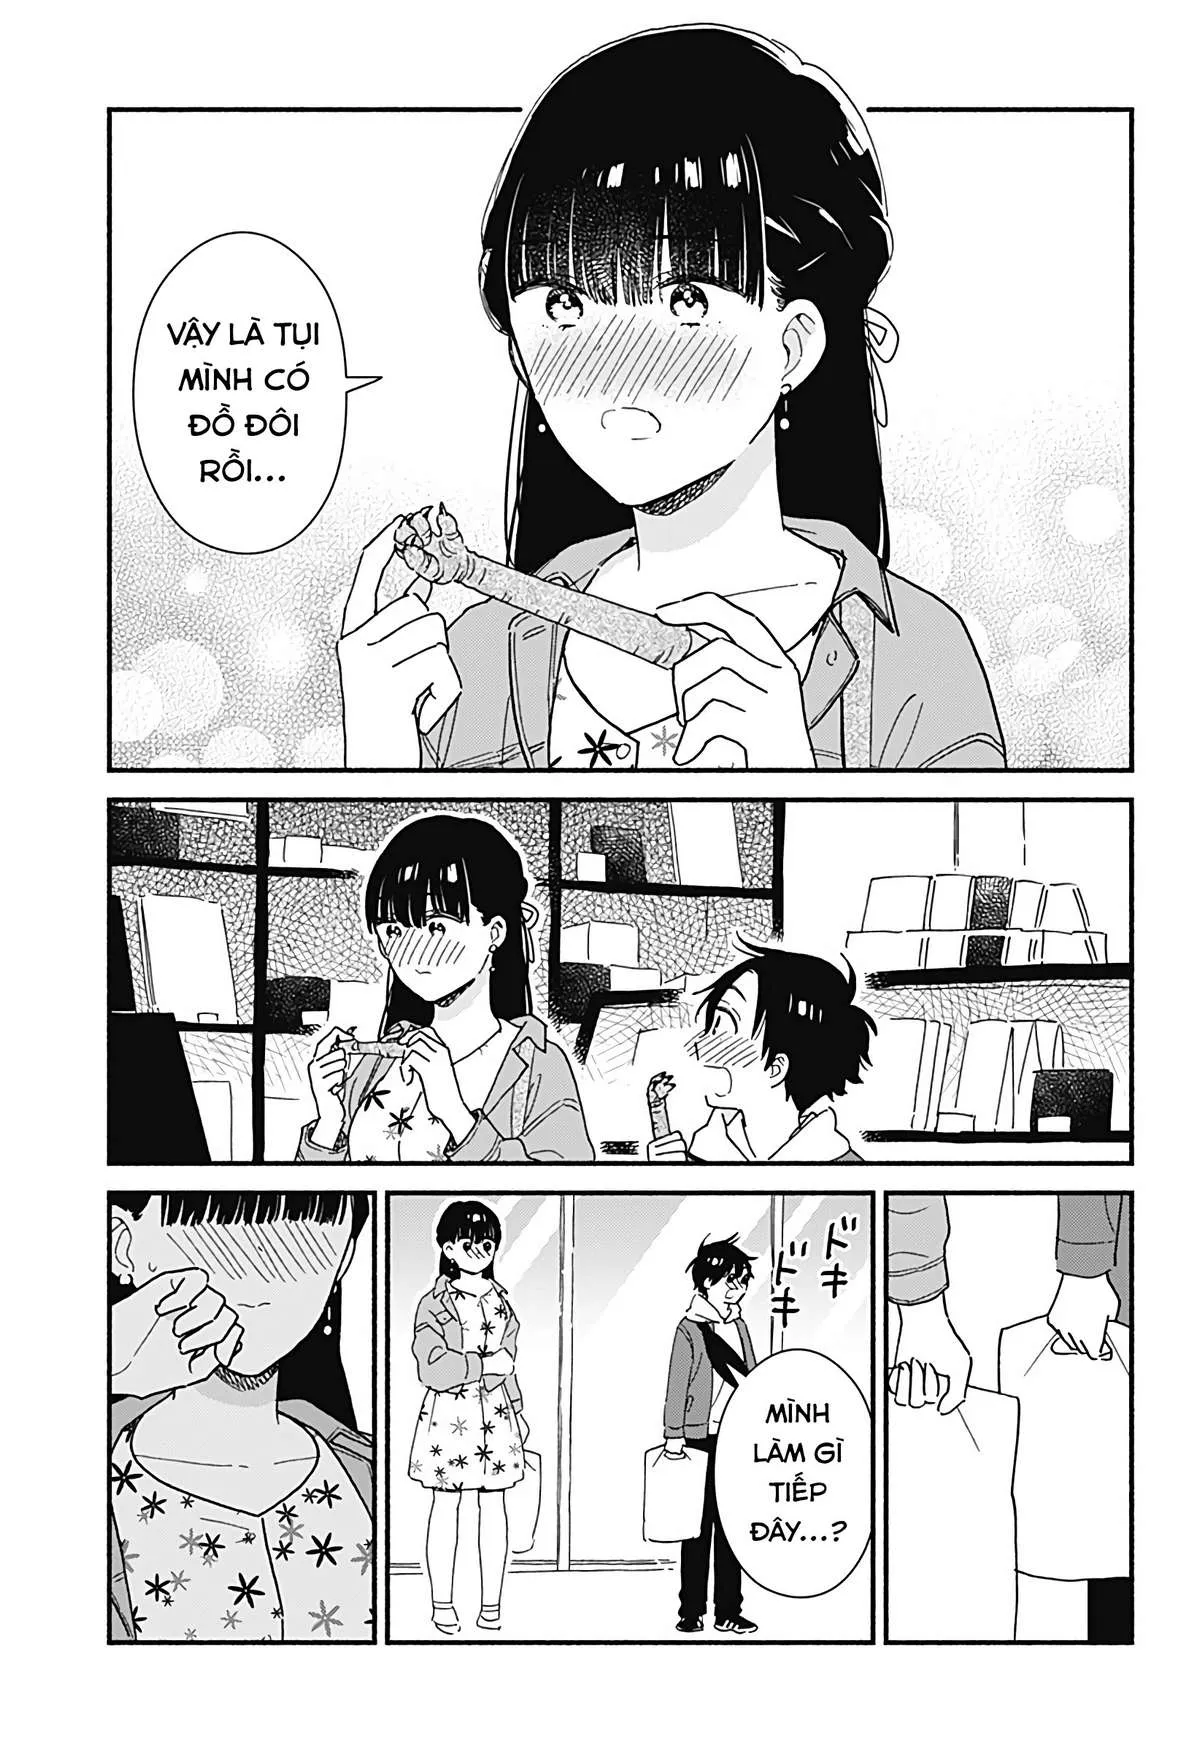 VẬY LÀ TỤI
MÌNH CÓ
ĐỒ ĐÔI
RỒI...
ドキ
ドキ
MÌNH
LÀM GÌ
TIẾP
ĐÂY...?